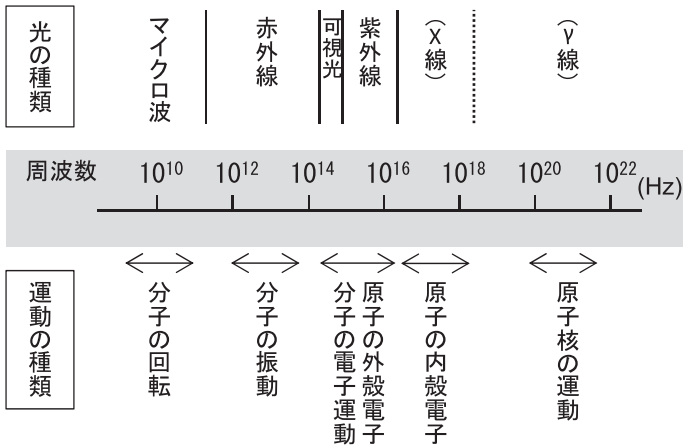 光の種類
マイクロ波
赤外線
可視光
紫外線
(X線)
(γ線)
周波数
10¹⁰
10¹²
10¹⁴
10¹⁶
10¹⁸
10²⁰
10²²
(Hz)
運動の種類
分子の回転
分子の振動
原子の外殻電子
分子の電子運動
原子の内殻電子
原子核の運動